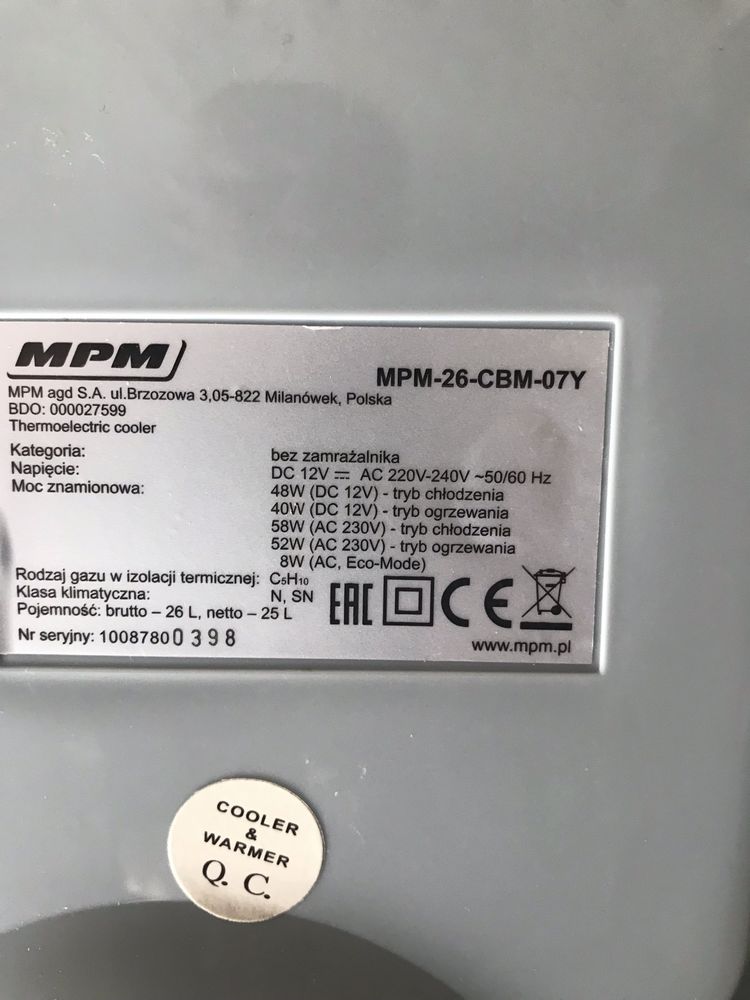 MPM
MPM-26-CBM-07Y
MPM agd S.A. ul.Brzozowa 3,05-822 Milanówek, Polska
BDO: 000027599
Thermoelectric cooler
Kategoria: bez zamrażalnika
Napięcie: DC 12V ⎓ AC 220V-240V ~50/60 Hz
Moc znamionowa: 48W (DC 12V) - tryb chłodzenia
40W (DC 12V) - tryb ogrzewania
58W (AC 230V) - tryb chłodzenia
52W (AC 230V) - tryb ogrzewania
8W (AC, Eco-Mode)
Rodzaj gazu w izolacji termicznej: C₅H₁₀
Klasa klimatyczna: N, SN
Pojemność: brutto – 26 L, netto – 25 L
Nr seryjny: 10087800398
EAC CE
www.mpm.pl
COOLER
&
WARMER
Q. C.